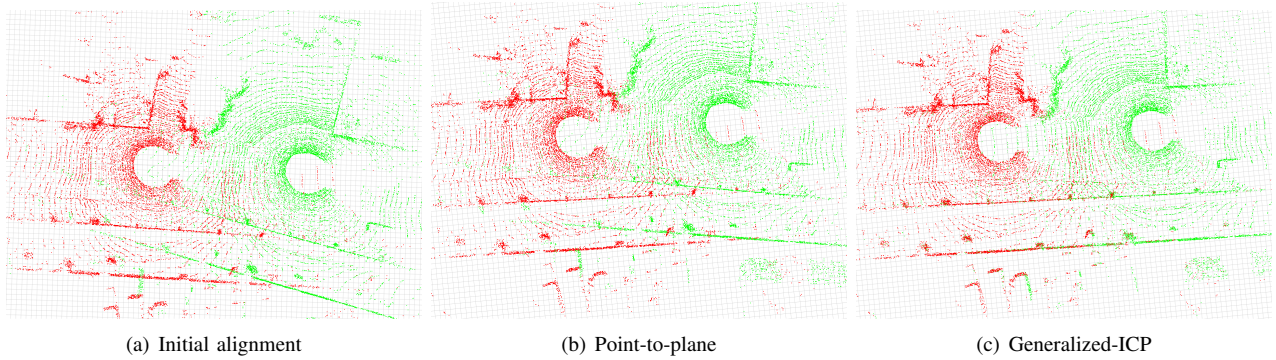 (a) Initial alignment
(b) Point-to-plane
(c) Generalized-ICP